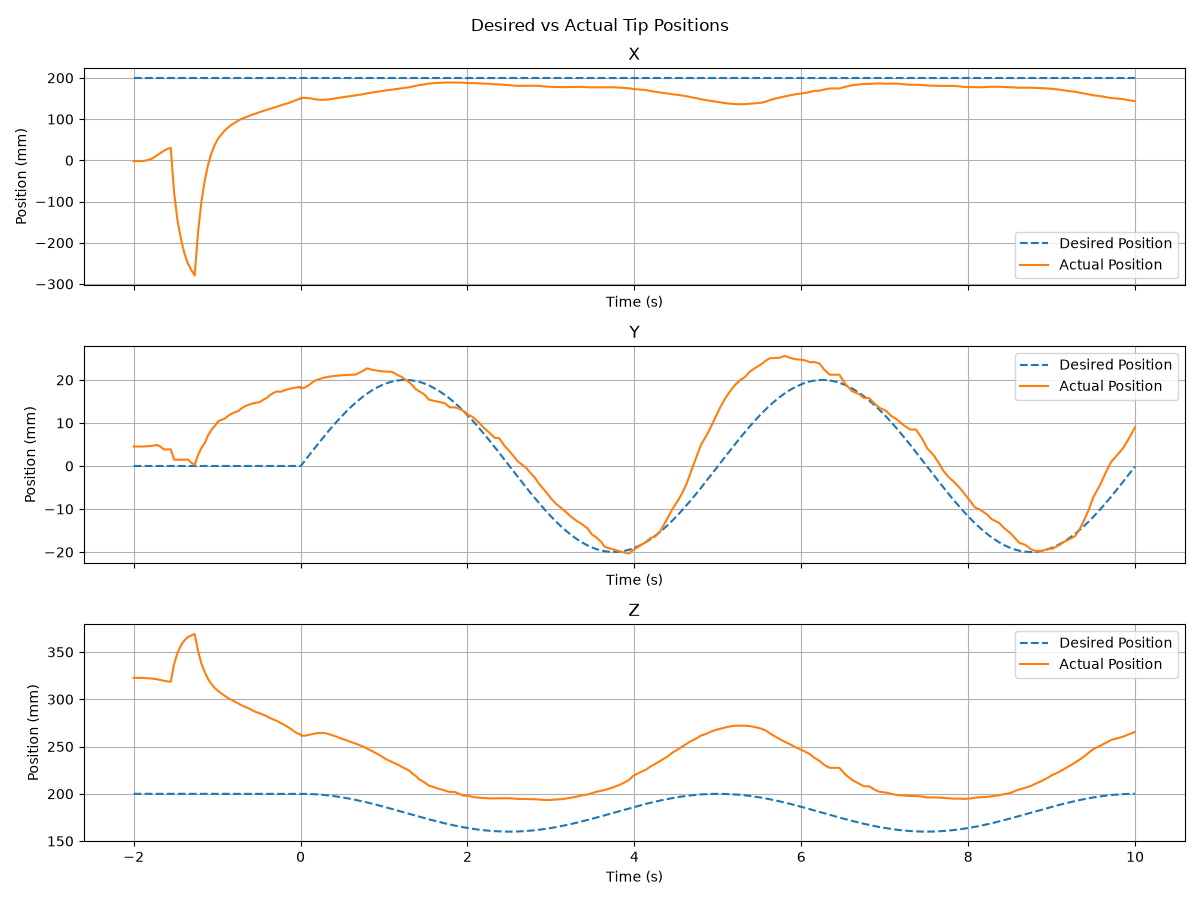 Desired vs Actual Tip Positions
X
200
100
0
−100
−200
−300
Position (mm)
Desired Position
Actual Position
Time (s)
Y
20
10
0
−10
−20
Position (mm)
Desired Position
Actual Position
Time (s)
Z
350
300
250
200
150
Position (mm)
Desired Position
Actual Position
−2 0 2 4 6 8 10
Time (s)